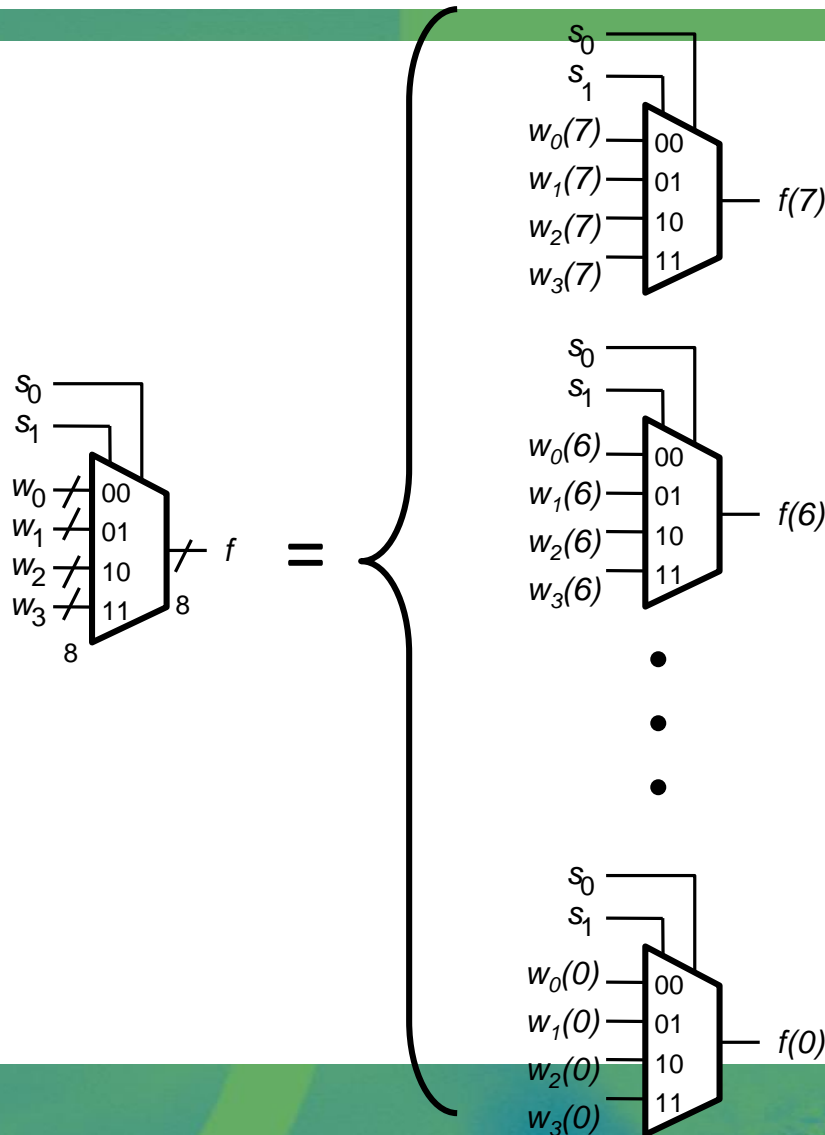 s0
s1
w0
w1
w2
w3
00
01
10
11
8
8
f
=
s0
s1
w0(7)
w1(7)
w2(7)
w3(7)
00
01
10
11
f(7)
s0
s1
w0(6)
w1(6)
w2(6)
w3(6)
00
01
10
11
f(6)
s0
s1
w0(0)
w1(0)
w2(0)
w3(0)
00
01
10
11
f(0)